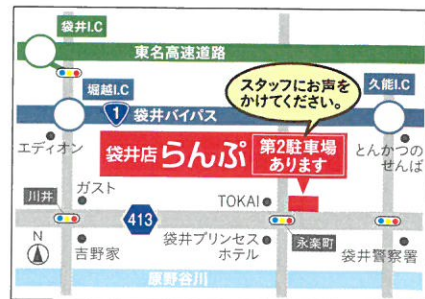 袋井I.C
東名高速道路
スタッフにお声を
かけてください。
堀越I.C
久能I.C
1
袋井バイパス
エディオン
袋井店 らんぷ
第2駐車場
あります
とんかつの
せんば
ガスト
川井
TOKAI
413
N
吉野家
袋井プリンセス
ホテル
永楽町
袋井警察署
原野谷川